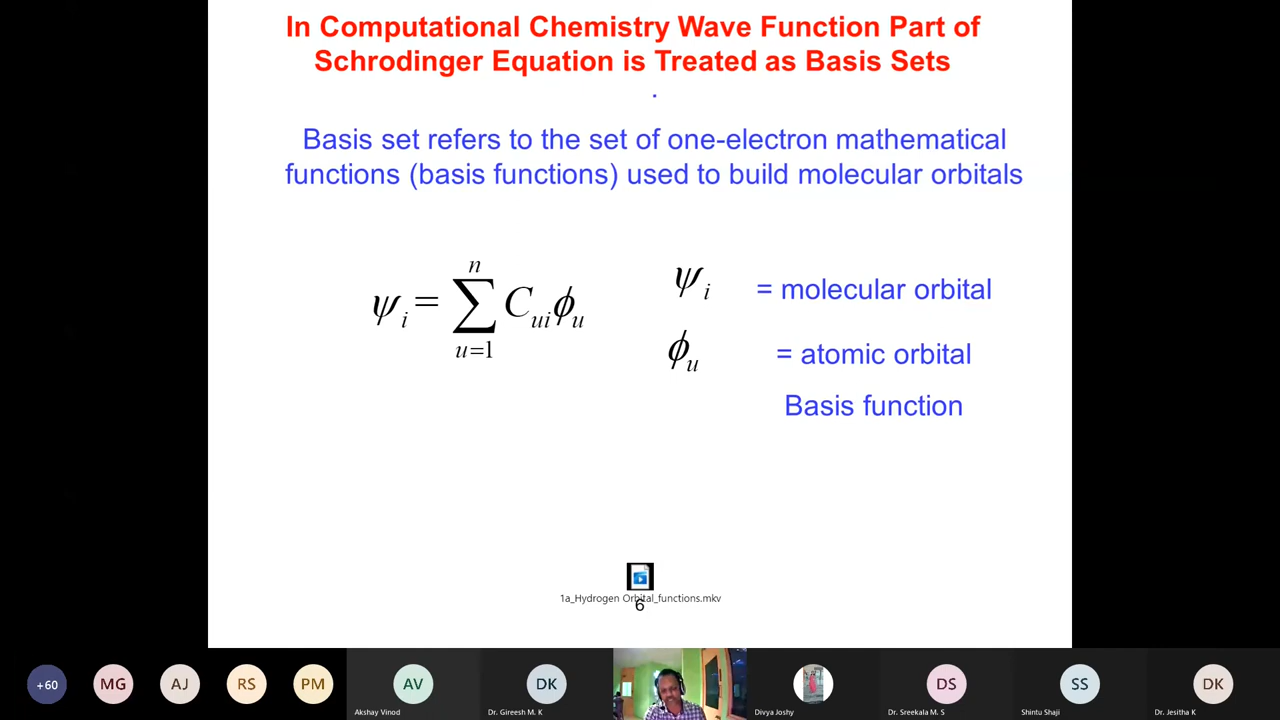 In Computational Chemistry Wave Function Part of
Schrodinger Equation is Treated as Basis Sets
.
Basis set refers to the set of one-electron mathematical
functions (basis functions) used to build molecular orbitals
n
ψi = ∑ Cui ϕu
u=1
ψi = molecular orbital
ϕu = atomic orbital
Basis function
1a_Hydrogen Orbital_functions.mkv
6
+60 MG AJ RS PM AV DK DS SS DK
Akshay Vinod Dr. Gireesh M. K Divya Joshy Dr. Sreekala M. S Shintu Shaji Dr. Jesitha K